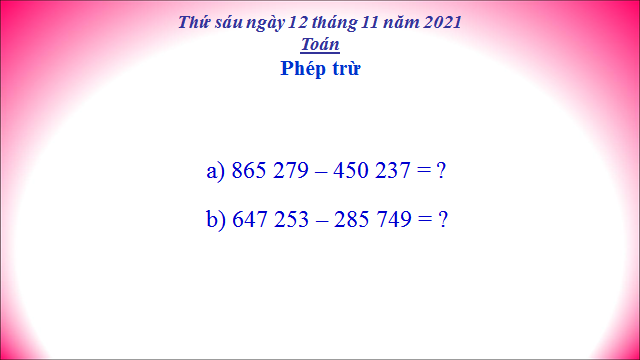 Thứ sáu ngày 12 tháng 11 năm 2021
Toán
Phép trừ
a) 865 279 – 450 237 = ?
b) 647 253 – 285 749 = ?